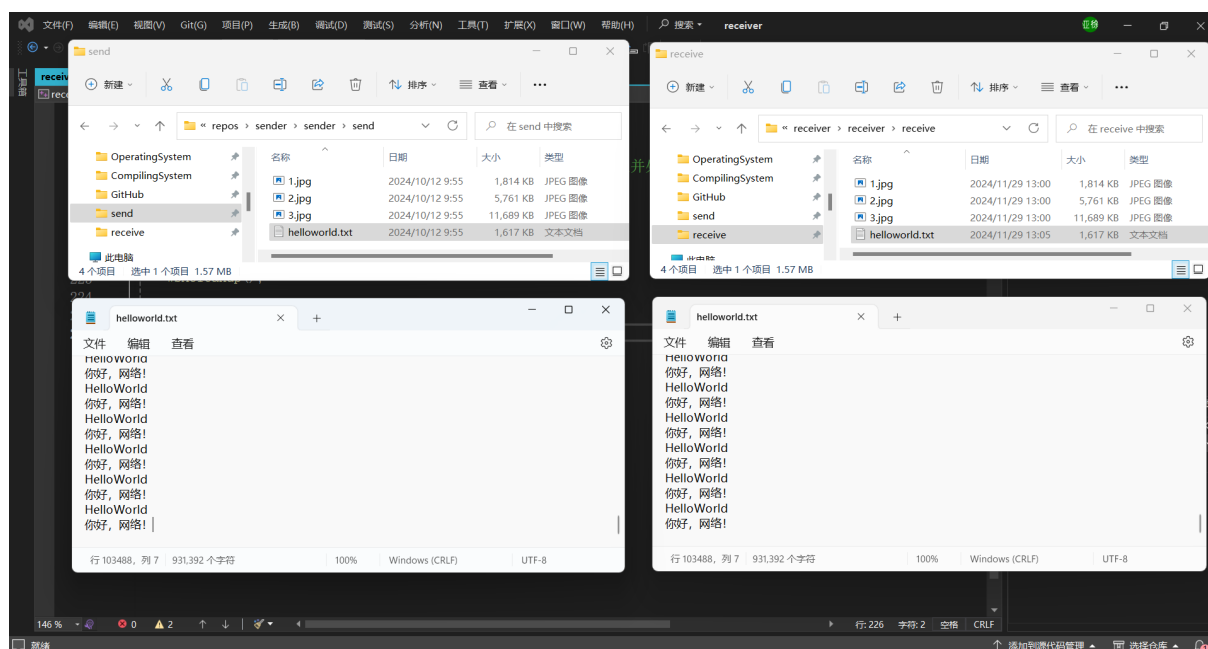 文件(F) 编辑(E) 视图(V) Git(G) 项目(P) 生成(B) 调试(D) 测试(S) 分析(N) 工具(T) 扩展(X) 窗口(W) 帮助(H) 搜索 receiver
工具箱
send
新建 排序 查看 ...
« repos › sender › sender › send 在 send 中搜索
OperatingSystem
CompilingSystem
GitHub
send
receive
此电脑
名称 日期 大小 类型
1.jpg 2024/10/12 9:55 1,814 KB JPEG 图像
2.jpg 2024/10/12 9:55 5,761 KB JPEG 图像
3.jpg 2024/10/12 9:55 11,689 KB JPEG 图像
helloworld.txt 2024/10/12 9:55 1,617 KB 文本文档
4 个项目 选中 1 个项目 1.57 MB
receive
新建 排序 查看 ...
« receiver › receiver › receive 在 receive 中搜索
OperatingSystem
CompilingSystem
GitHub
send
receive
此电脑
名称 日期 大小 类型
1.jpg 2024/11/29 13:00 1,814 KB JPEG 图像
2.jpg 2024/11/29 13:00 5,761 KB JPEG 图像
3.jpg 2024/11/29 13:00 11,689 KB JPEG 图像
helloworld.txt 2024/11/29 13:05 1,617 KB 文本文档
4 个项目 选中 1 个项目 1.57 MB
224
helloworld.txt
文件 编辑 查看
HelloWorld
你好，网络!
HelloWorld
你好，网络!
HelloWorld
你好，网络!
HelloWorld
你好，网络!
HelloWorld
你好，网络!
HelloWorld
你好，网络!
行 103488，列 7 931,392 个字符 100% Windows (CRLF) UTF-8
helloworld.txt
文件 编辑 查看
HelloWorld
你好，网络!
HelloWorld
你好，网络!
HelloWorld
你好，网络!
HelloWorld
你好，网络!
HelloWorld
你好，网络!
HelloWorld
你好，网络!
行 103488，列 7 931,392 个字符 100% Windows (CRLF) UTF-8
146 % 0 2 行: 226 字符: 2 空格 CRLF
就绪 添加到源代码管理 选择仓库